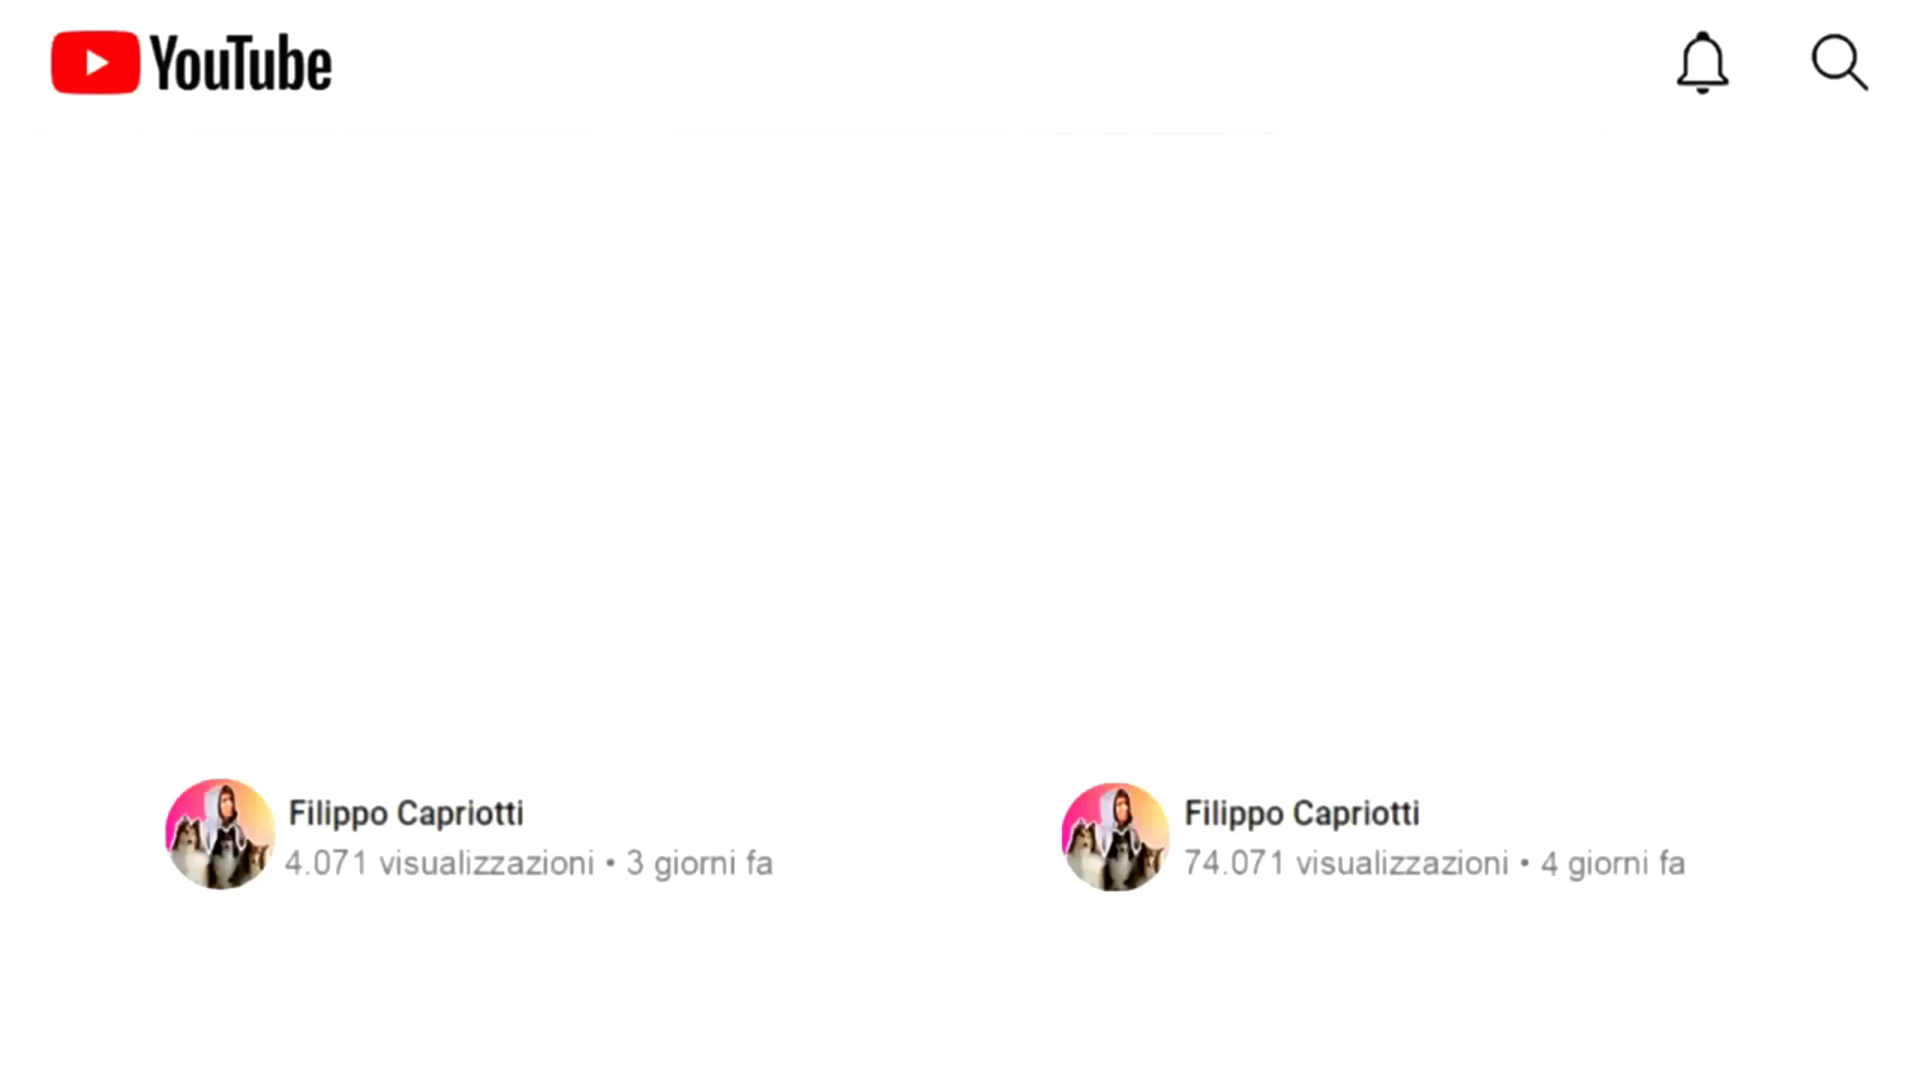 YouTube
Filippo Capriotti
4.071 visualizzazioni • 3 giorni fa
Filippo Capriotti
74.071 visualizzazioni • 4 giorni fa